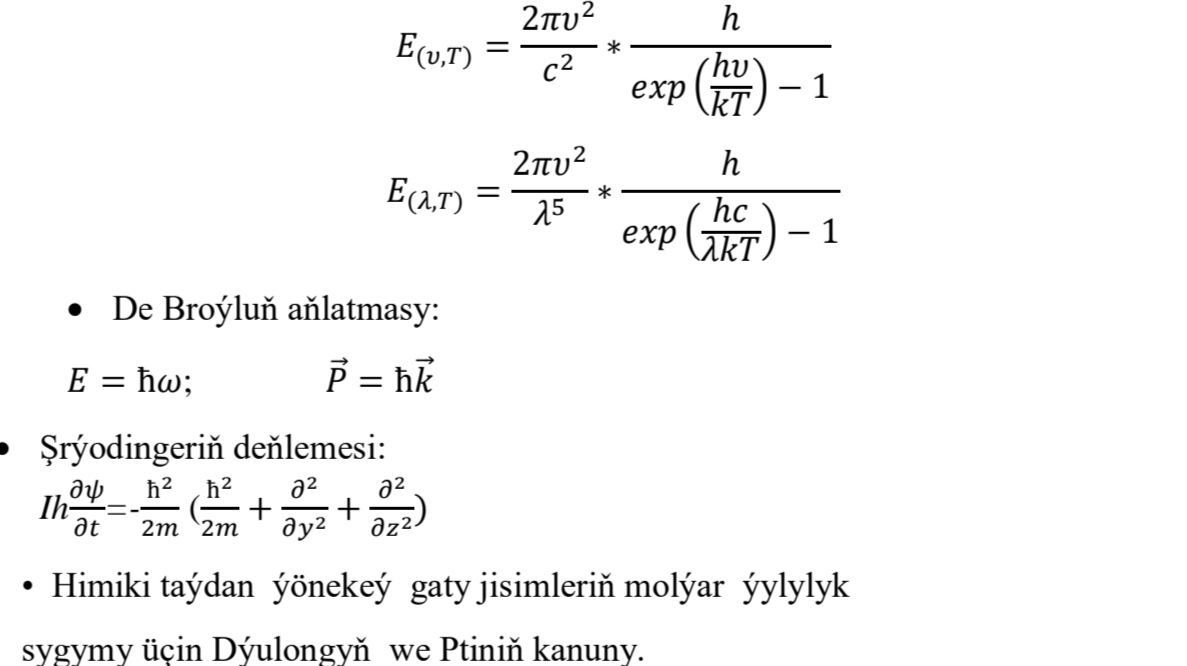 E(υ,T) = 2πυ²/c² * h/(exp(hυ/kT) − 1)
E(λ,T) = 2πυ²/λ⁵ * h/(exp(hc/λkT) − 1)
• De Broýluň aňlatmasy:
E = ħω; P⃗ = ħk⃗
• Şrýodingeriň deňlemesi:
Ih ∂ψ/∂t=-ħ²/2m (ħ²/2m + ∂²/∂y² + ∂²/∂z²)
• Himiki taýdan ýönekeý gaty jisimleriň molýar ýylylyk
sygymy üçin Dýulongyň we Ptiniň kanuny.